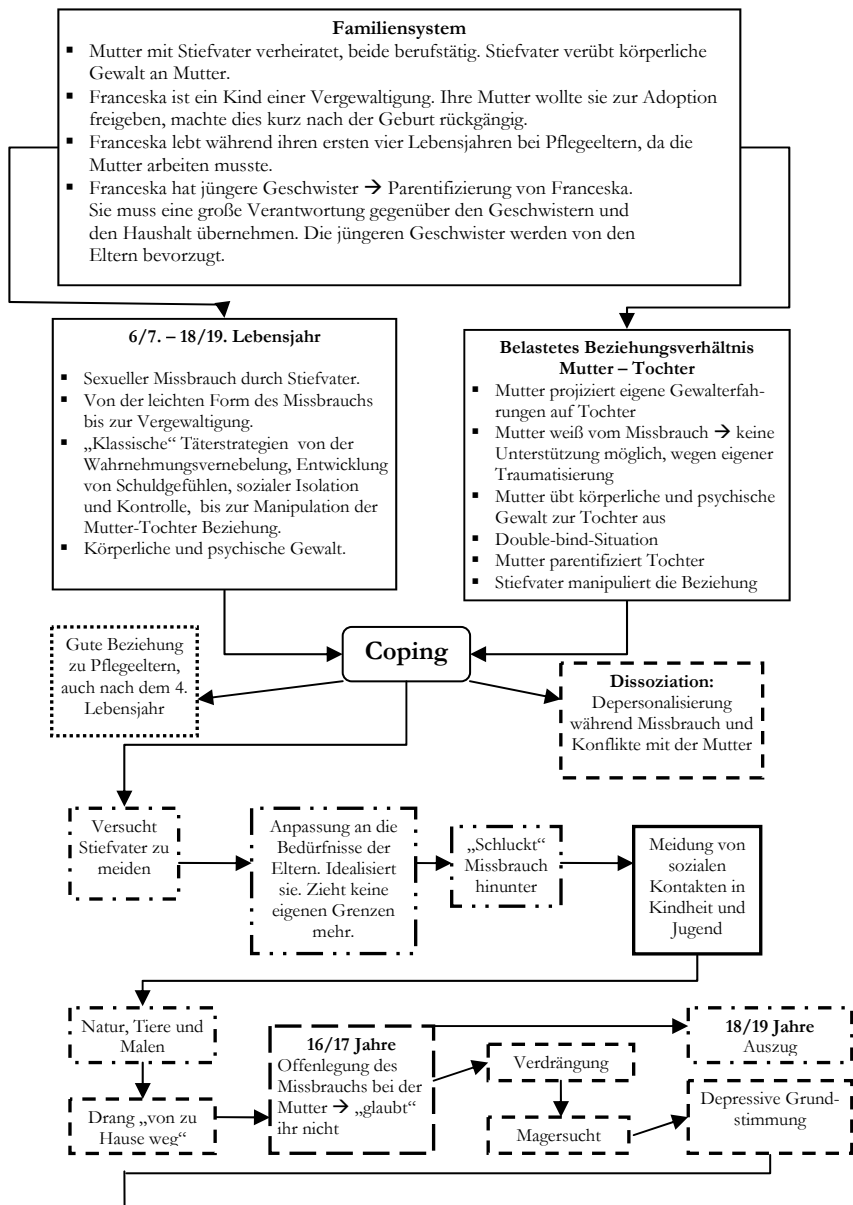 Familiensystem
▪ Mutter mit Stiefvater verheiratet, beide berufstätig. Stiefvater verübt körperliche
Gewalt an Mutter.
▪ Franceska ist ein Kind einer Vergewaltigung. Ihre Mutter wollte sie zur Adoption
freigeben, machte dies kurz nach der Geburt rückgängig.
▪ Franceska lebt während ihren ersten vier Lebensjahren bei Pflegeeltern, da die
Mutter arbeiten musste.
▪ Franceska hat jüngere Geschwister → Parentifizierung von Franceska.
Sie muss eine große Verantwortung gegenüber den Geschwistern und
den Haushalt übernehmen. Die jüngeren Geschwister werden von den
Eltern bevorzugt.
6/7. – 18/19. Lebensjahr
▪ Sexueller Missbrauch durch Stiefvater.
▪ Von der leichten Form des Missbrauchs
bis zur Vergewaltigung.
▪ „Klassische“ Täterstrategien von der
Wahrnehmungsvernebelung, Entwicklung
von Schuldgefühlen, sozialer Isolation
und Kontrolle, bis zur Manipulation der
Mutter-Tochter Beziehung.
▪ Körperliche und psychische Gewalt.
Belastetes Beziehungsverhältnis
Mutter – Tochter
▪ Mutter projiziert eigene Gewalterfah-
rungen auf Tochter
▪ Mutter weiß vom Missbrauch → keine
Unterstützung möglich, wegen eigener
Traumatisierung
▪ Mutter übt körperliche und psychische
Gewalt zur Tochter aus
▪ Double-bind-Situation
▪ Mutter parentifiziert Tochter
▪ Stiefvater manipuliert die Beziehung
Gute Beziehung
zu Pflegeeltern,
auch nach dem 4.
Lebensjahr
Coping
Dissoziation:
Depersonalisierung
während Missbrauch und
Konflikte mit der Mutter
Versucht
Stiefvater zu
meiden
Anpassung an die
Bedürfnisse der
Eltern. Idealisiert
sie. Zieht keine
eigenen Grenzen
mehr.
„Schluckt“
Missbrauch
hinunter
Meidung von
sozialen
Kontakten in
Kindheit und
Jugend
Natur, Tiere und
Malen
Drang „von zu
Hause weg“
16/17 Jahre
Offenlegung des
Missbrauchs bei der
Mutter → „glaubt“
ihr nicht
Verdrängung
Magersucht
18/19 Jahre
Auszug
Depressive Grund-
stimmung